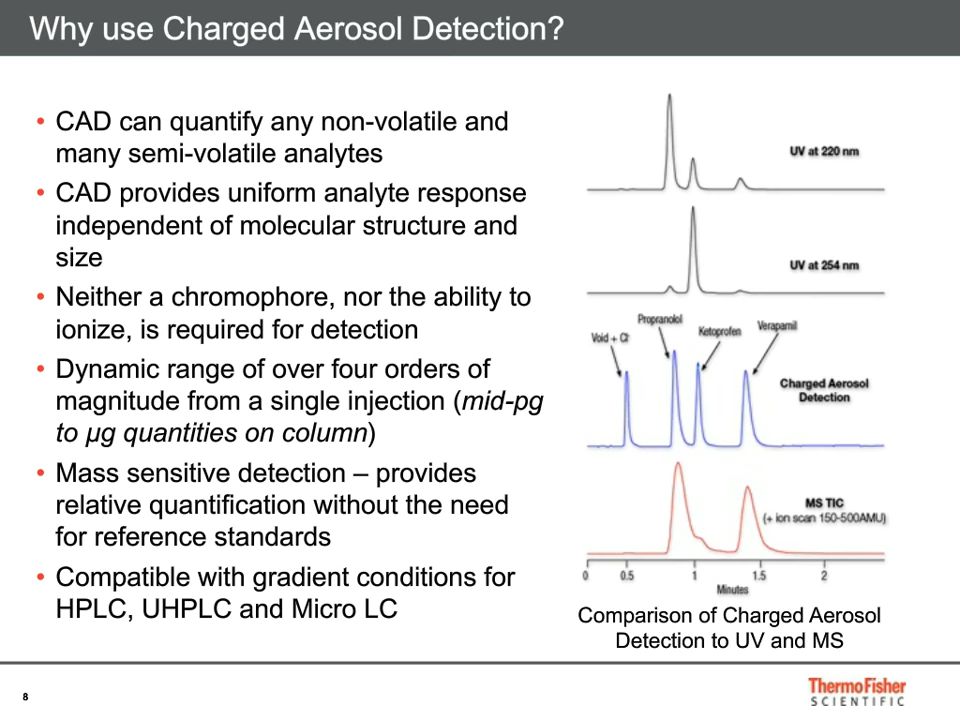 Why use Charged Aerosol Detection?
• CAD can quantify any non-volatile and
many semi-volatile analytes
• CAD provides uniform analyte response
independent of molecular structure and
size
• Neither a chromophore, nor the ability to
ionize, is required for detection
• Dynamic range of over four orders of
magnitude from a single injection (mid-pg
to µg quantities on column)
• Mass sensitive detection – provides
relative quantification without the need
for reference standards
• Compatible with gradient conditions for
HPLC, UHPLC and Micro LC
UV at 220 nm
UV at 254 nm
Void + Cl-
Propranolol
Ketoprofen
Verapamil
Charged Aerosol
Detection
MS TIC
(+ ion scan 150-500AMU)
0 0.5 1 1.5 2
Minutes
Comparison of Charged Aerosol
Detection to UV and MS
8
ThermoFisher
SCIENTIFIC